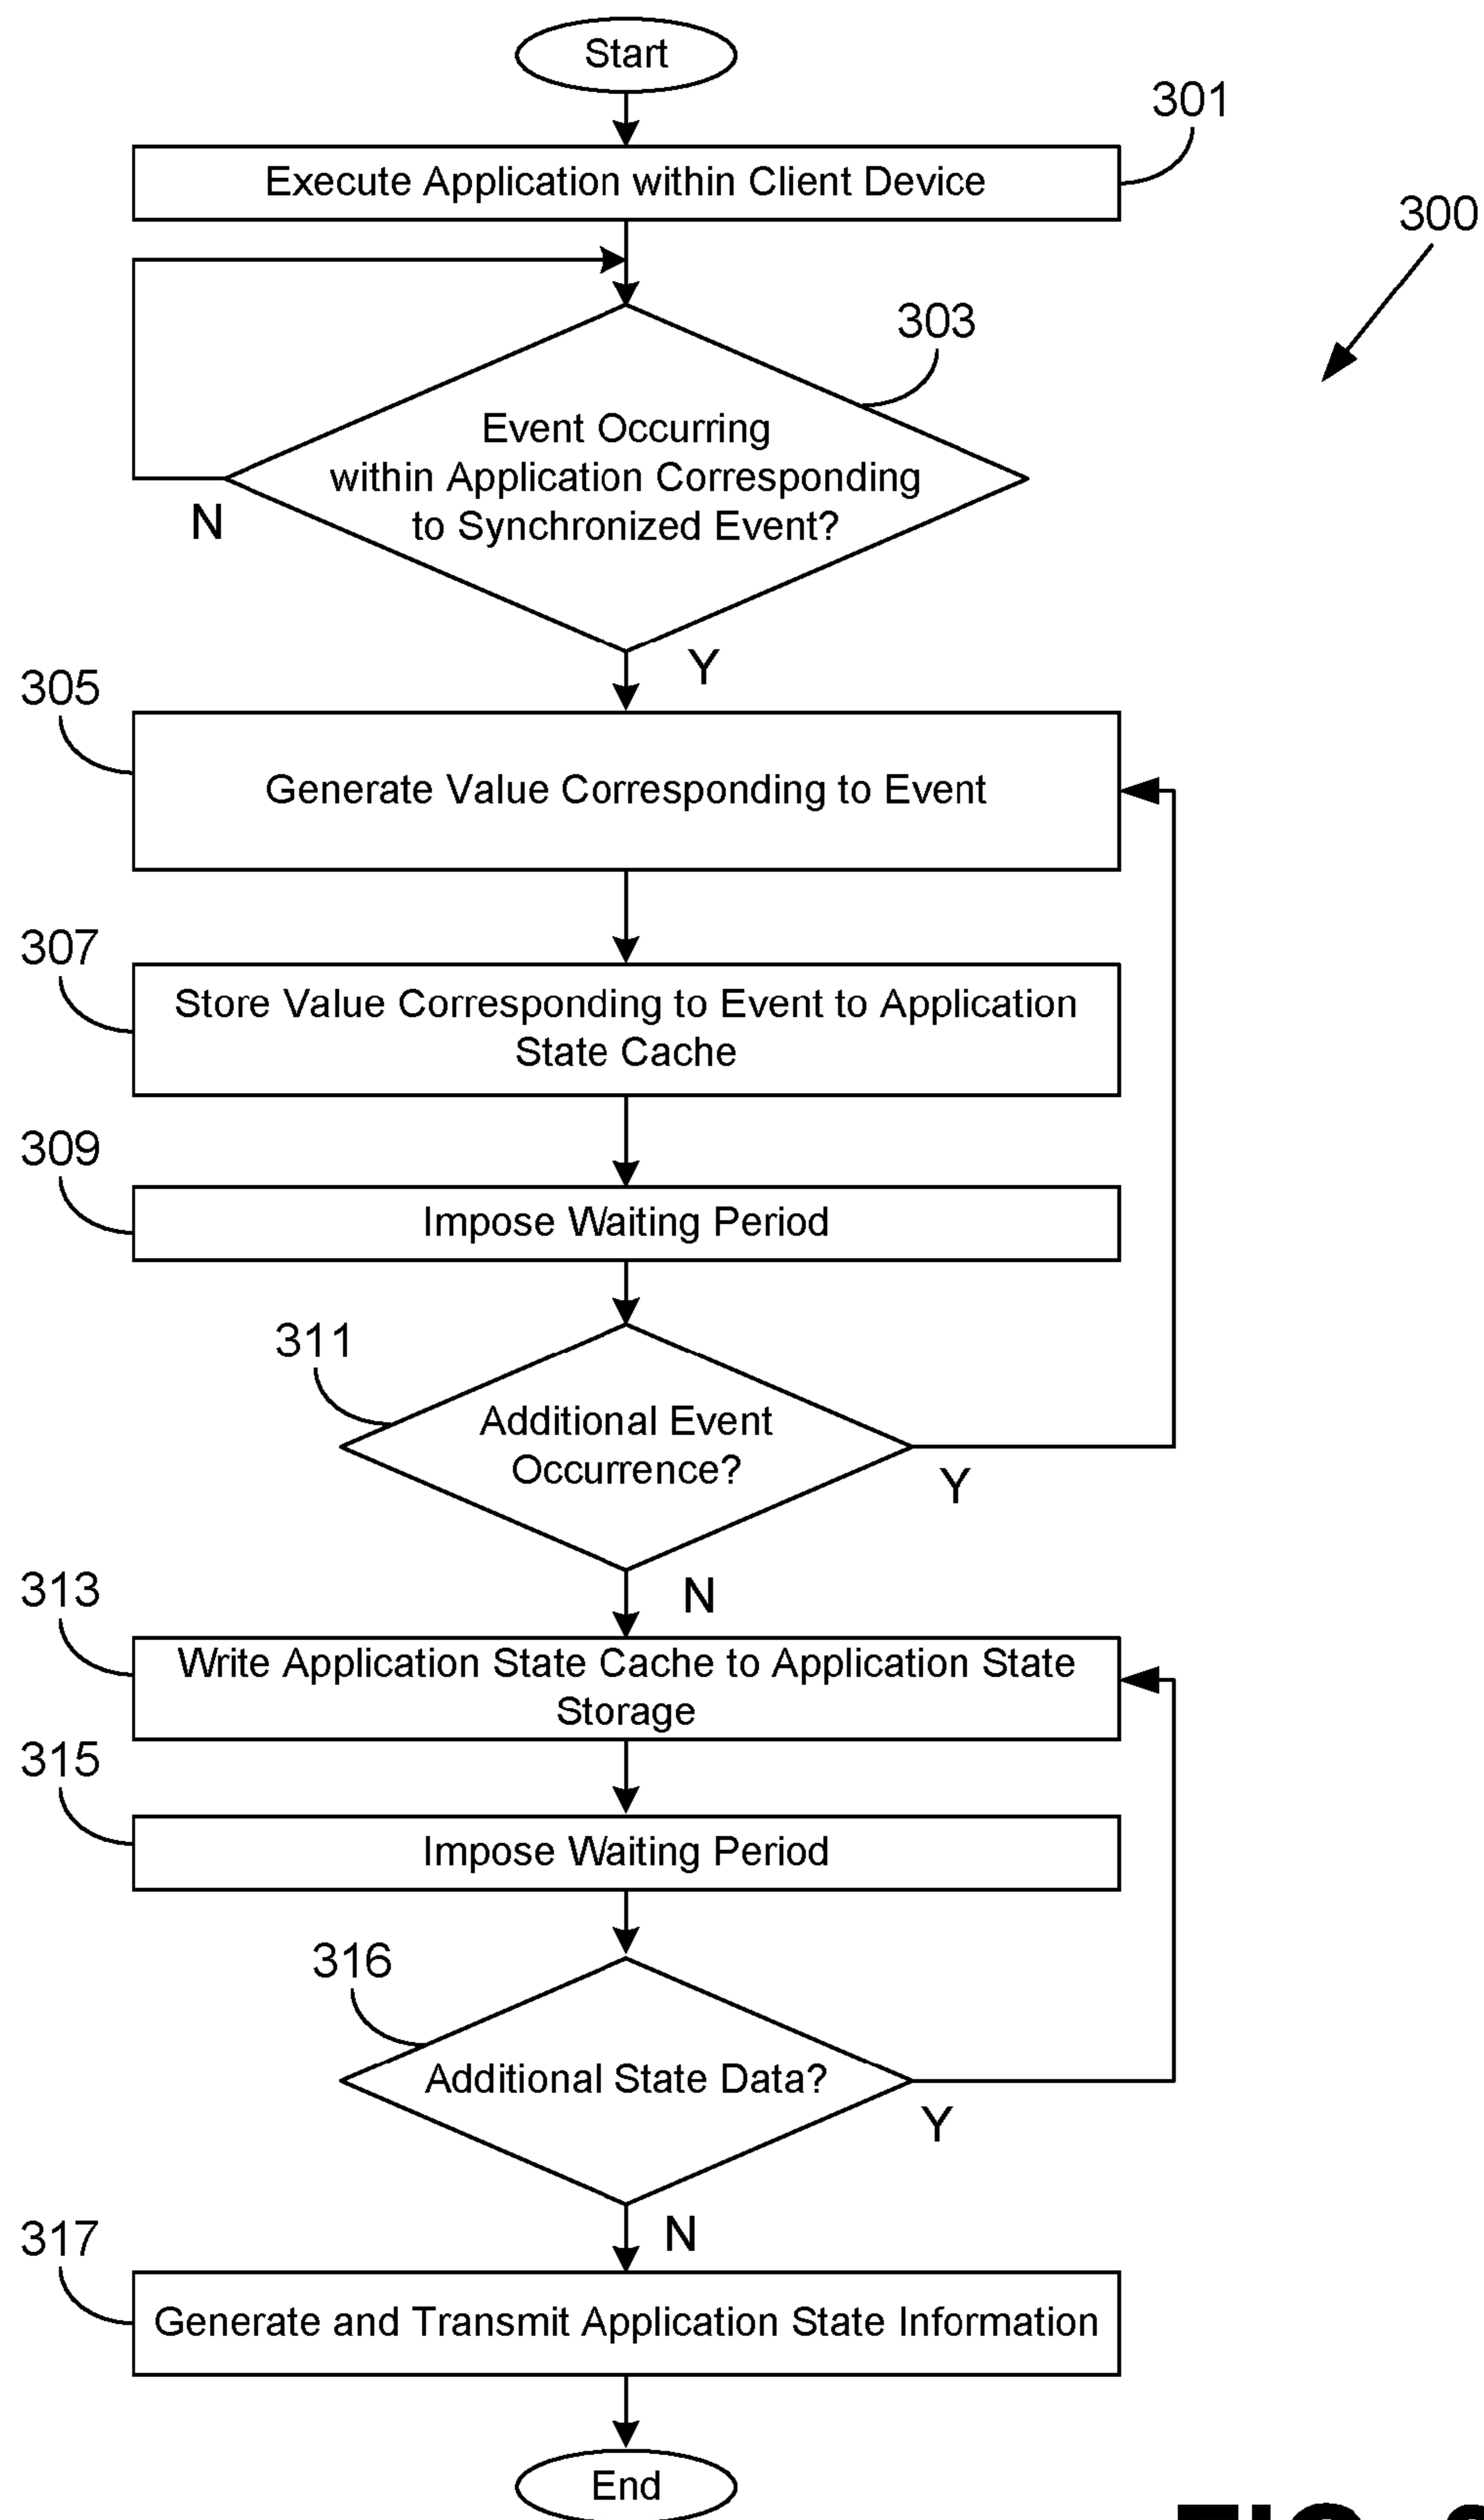 Start
301
Execute Application within Client Device
300
303
Event Occurring
within Application Corresponding
to Synchronized Event?
N
Y
305
Generate Value Corresponding to Event
307
Store Value Corresponding to Event to Application
State Cache
309
Impose Waiting Period
311
Additional Event
Occurrence?
Y
N
313
Write Application State Cache to Application State
Storage
315
Impose Waiting Period
316
Additional State Data?
Y
N
317
Generate and Transmit Application State Information
End